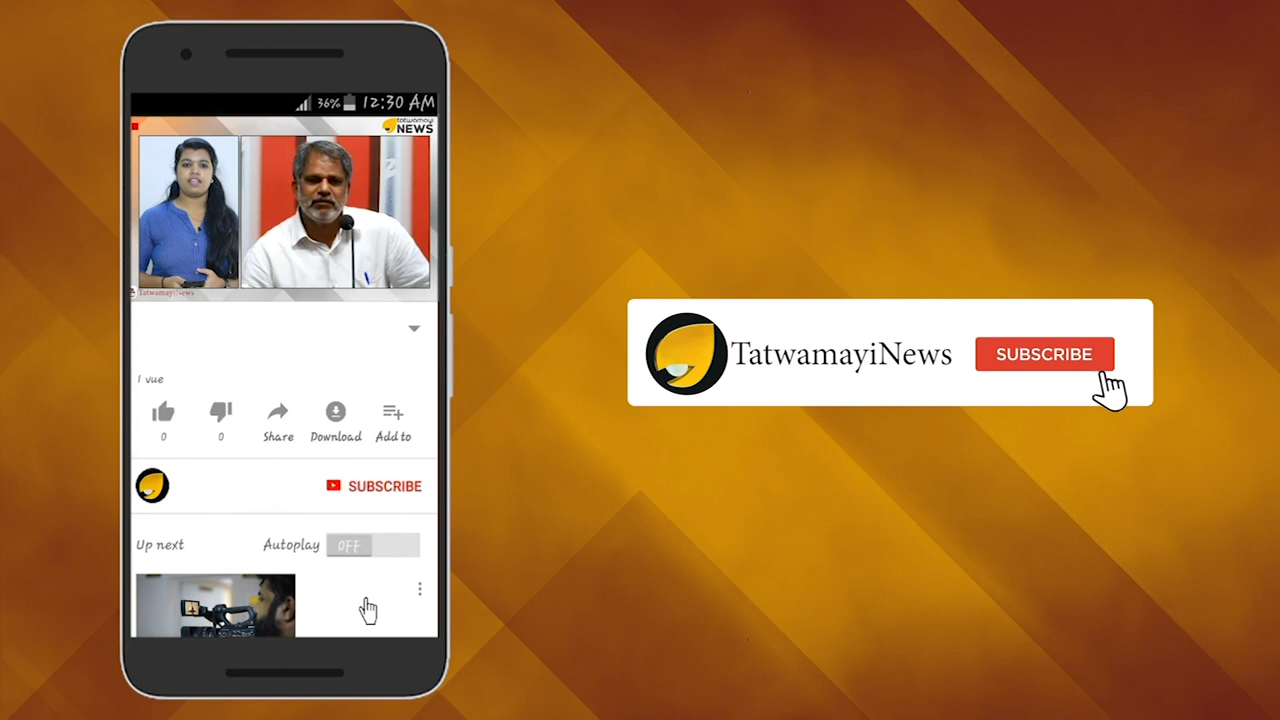 36% 12:30 AM
tatwamayi
NEWS
TatwamayiNews
1 vue
0 0 Share Download Add to
SUBSCRIBE
Up next Autoplay OFF
TatwamayiNews SUBSCRIBE